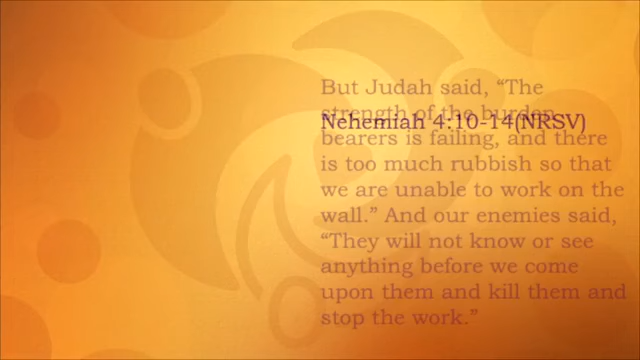 But Judah said, “The
strength of the burden
Nehemiah 4:10-14(NRSV)
bearers is failing, and there
is too much rubbish so that
we are unable to work on the
wall.” And our enemies said,
“They will not know or see
anything before we come
upon them and kill them and
stop the work.”